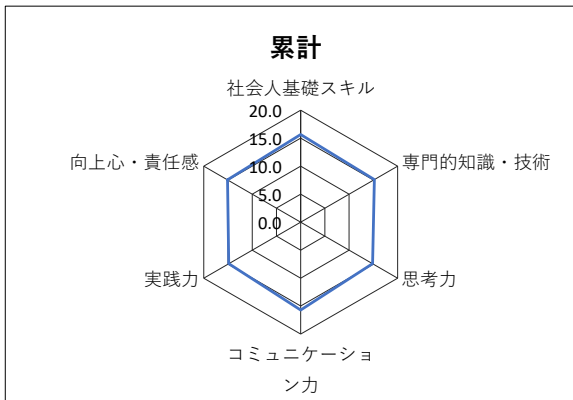 累計
社会人基礎スキル
20.0
15.0
向上心・責任感
専門的知識・技術
10.0
5.0
0.0
実践力
思考力
コミュニケーショ
ン力